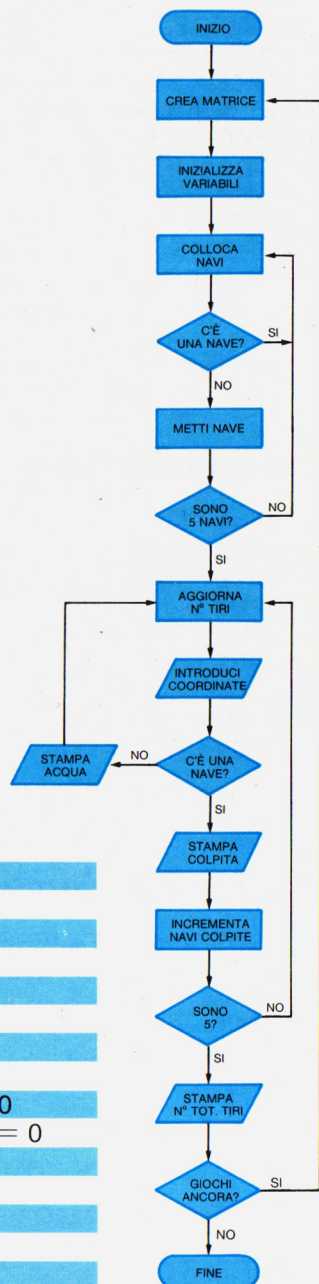 INIZIO
CREA MATRICE
INIZIALIZZA
VARIABILI
COLLOCA
NAVI
C'È
UNA NAVE?
SI
NO
METTI NAVE
SONO
5 NAVI?
NO
SI
AGGIORNA
N° TIRI
INTRODUCI
COORDINATE
C'È UNA
NAVE?
NO
STAMPA
ACQUA
SI
STAMPA
COLPITA
INCREMENTA
NAVI COLPITE
SONO
5?
NO
SI
STAMPA
N° TOT. TIRI
GIOCHI
ANCORA?
SI
NO
FINE
0
= 0